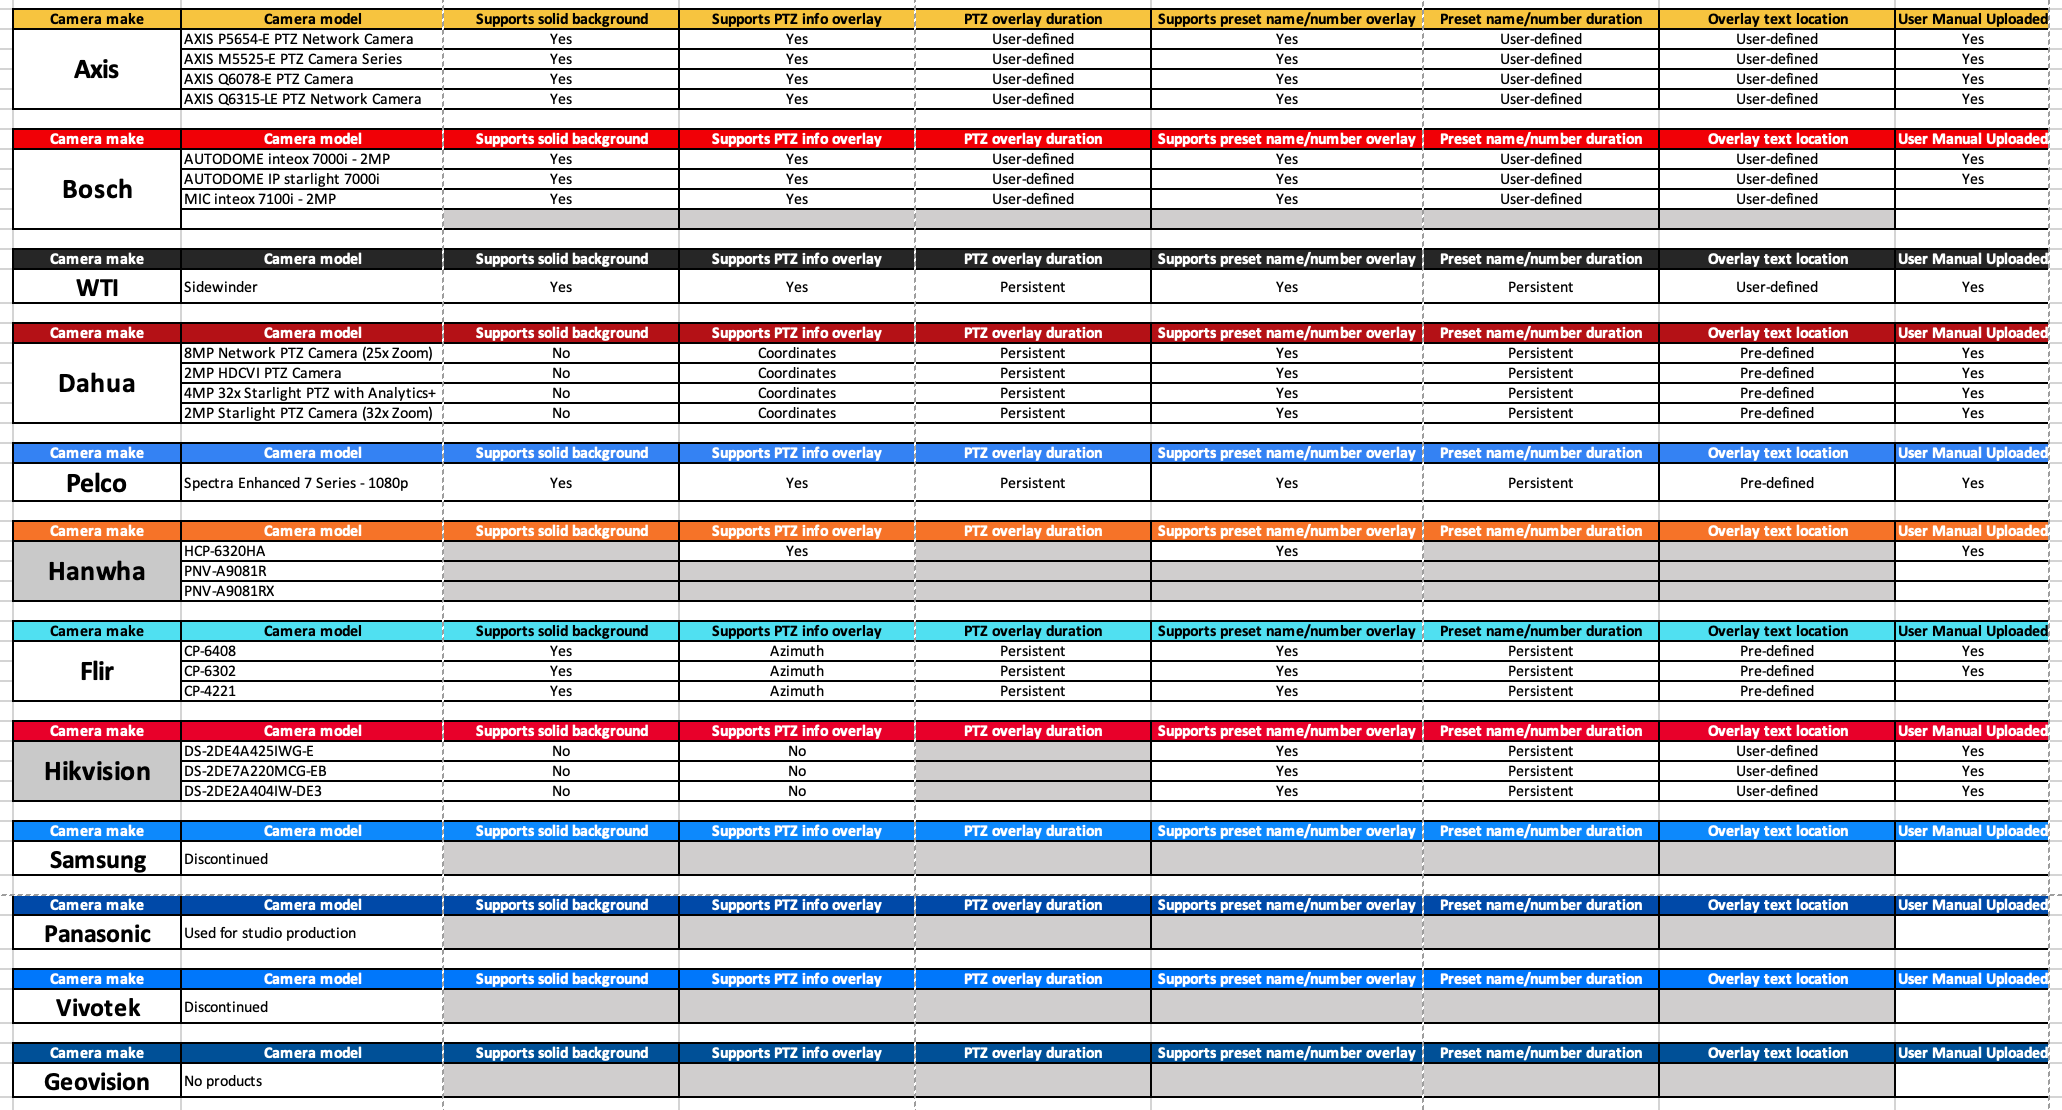 Camera make Camera model Supports solid background Supports PTZ info overlay PTZ overlay duration Supports preset name/number overlay Preset name/number duration Overlay text location User Manual Uploaded
Axis
AXIS P5654-E PTZ Network Camera Yes Yes User-defined Yes User-defined User-defined Yes
AXIS M5525-E PTZ Camera Series Yes Yes User-defined Yes User-defined User-defined Yes
AXIS Q6078-E PTZ Camera Yes Yes User-defined Yes User-defined User-defined Yes
AXIS Q6315-LE PTZ Network Camera Yes Yes User-defined Yes User-defined User-defined Yes
Camera make Camera model Supports solid background Supports PTZ info overlay PTZ overlay duration Supports preset name/number overlay Preset name/number duration Overlay text location User Manual Uploaded
Bosch
AUTODOME inteox 7000i - 2MP Yes Yes User-defined Yes User-defined User-defined Yes
AUTODOME IP starlight 7000i Yes Yes User-defined Yes User-defined User-defined Yes
MIC inteox 7100i - 2MP Yes Yes User-defined Yes User-defined User-defined
Camera make Camera model Supports solid background Supports PTZ info overlay PTZ overlay duration Supports preset name/number overlay Preset name/number duration Overlay text location User Manual Uploaded
WTI Sidewinder Yes Yes Persistent Yes Persistent User-defined Yes
Camera make Camera model Supports solid background Supports PTZ info overlay PTZ overlay duration Supports preset name/number overlay Preset name/number duration Overlay text location User Manual Uploaded
Dahua
8MP Network PTZ Camera (25x Zoom) No Coordinates Persistent Yes Persistent Pre-defined Yes
2MP HDCVI PTZ Camera No Coordinates Persistent Yes Persistent Pre-defined Yes
4MP 32x Starlight PTZ with Analytics+ No Coordinates Persistent Yes Persistent Pre-defined Yes
2MP Starlight PTZ Camera (32x Zoom) No Coordinates Persistent Yes Persistent Pre-defined Yes
Camera make Camera model Supports solid background Supports PTZ info overlay PTZ overlay duration Supports preset name/number overlay Preset name/number duration Overlay text location User Manual Uploaded
Pelco Spectra Enhanced 7 Series - 1080p Yes Yes Persistent Yes Persistent Pre-defined Yes
Camera make Camera model Supports solid background Supports PTZ info overlay PTZ overlay duration Supports preset name/number overlay Preset name/number duration Overlay text location User Manual Uploaded
Hanwha
HCP-6320HA Yes Yes Yes
PNV-A9081R
PNV-A9081RX
Camera make Camera model Supports solid background Supports PTZ info overlay PTZ overlay duration Supports preset name/number overlay Preset name/number duration Overlay text location User Manual Uploaded
Flir
CP-6408 Yes Azimuth Persistent Yes Persistent Pre-defined Yes
CP-6302 Yes Azimuth Persistent Yes Persistent Pre-defined Yes
CP-4221 Yes Azimuth Persistent Yes Persistent Pre-defined
Camera make Camera model Supports solid background Supports PTZ info overlay PTZ overlay duration Supports preset name/number overlay Preset name/number duration Overlay text location User Manual Uploaded
Hikvision
DS-2DE4A425IWG-E No No Yes Persistent User-defined Yes
DS-2DE7A220MCG-EB No No Yes Persistent User-defined Yes
DS-2DE2A404IW-DE3 No No Yes Persistent User-defined Yes
Camera make Camera model Supports solid background Supports PTZ info overlay PTZ overlay duration Supports preset name/number overlay Preset name/number duration Overlay text location User Manual Uploaded
Samsung Discontinued
Camera make Camera model Supports solid background Supports PTZ info overlay PTZ overlay duration Supports preset name/number overlay Preset name/number duration Overlay text location User Manual Uploaded
Panasonic Used for studio production
Camera make Camera model Supports solid background Supports PTZ info overlay PTZ overlay duration Supports preset name/number overlay Preset name/number duration Overlay text location User Manual Uploaded
Vivotek Discontinued
Camera make Camera model Supports solid background Supports PTZ info overlay PTZ overlay duration Supports preset name/number overlay Preset name/number duration Overlay text location User Manual Uploaded
Geovision No products